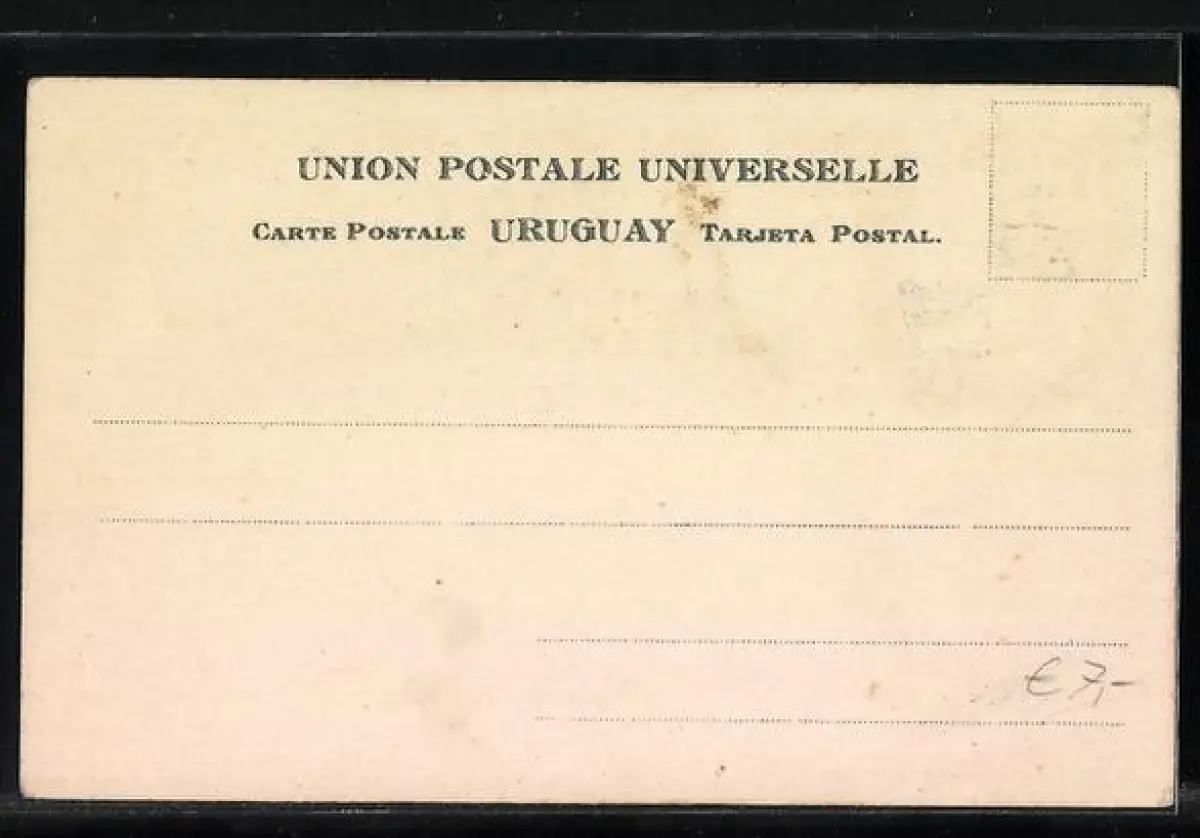 UNION POSTALE UNIVERSELLE
CARTE POSTALE URUGUAY TARJETA POSTAL.
€ 7,-